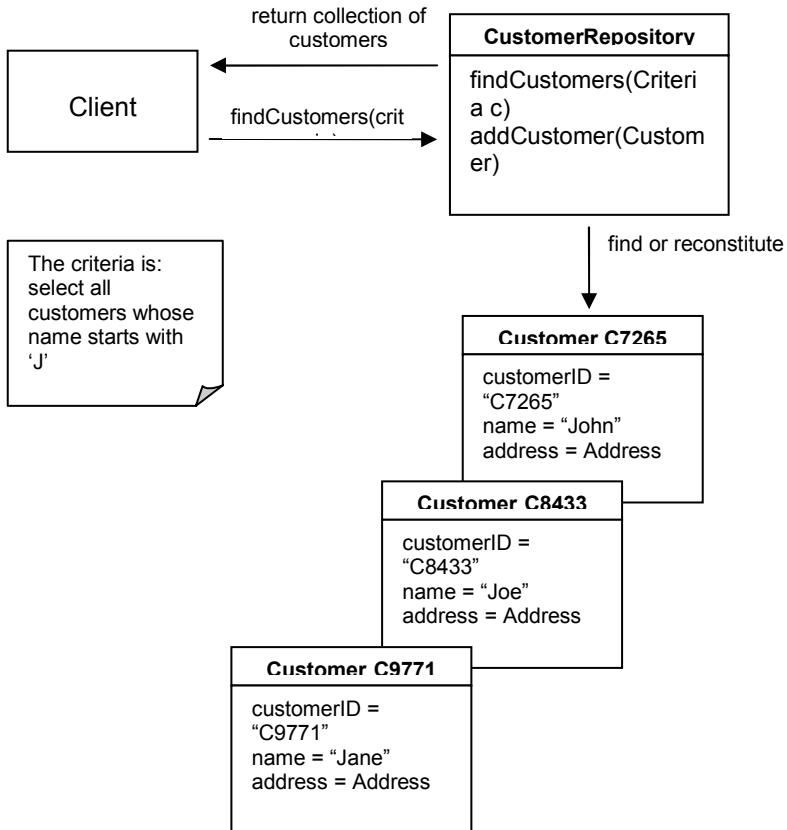 return collection of
customers
CustomerRepository
findCustomers(Criteri
a c)
addCustomer(Custom
er)
Client
findCustomers(crit
find or reconstitute
The criteria is:
select all
customers whose
name starts with
‘J’
Customer C7265
customerID =
“C7265”
name = “John”
address = Address
Customer C8433
customerID =
“C8433”
name = “Joe”
address = Address
Customer C9771
customerID =
“C9771”
name = “Jane”
address = Address